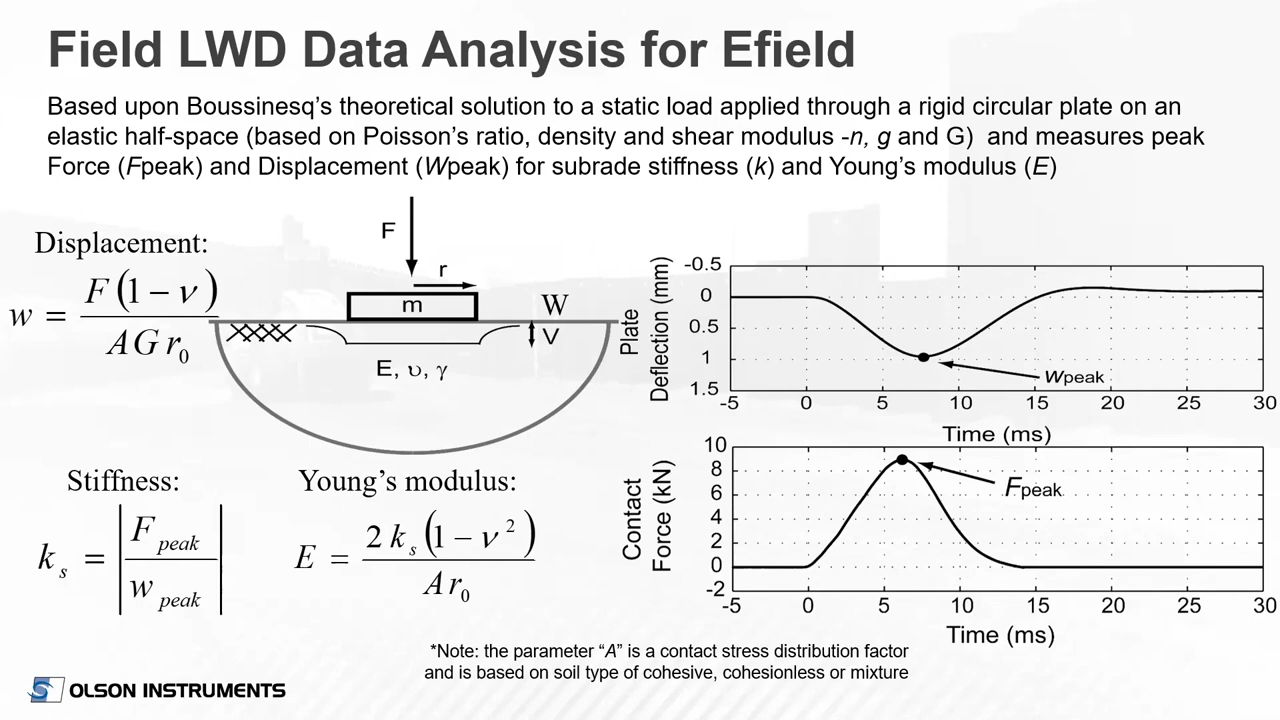 Field LWD Data Analysis for Efield
Based upon Boussinesq's theoretical solution to a static load applied through a rigid circular plate on an
elastic half-space (based on Poisson's ratio, density and shear modulus -n, g and G)  and measures peak
Force (Fpeak) and Displacement (Wpeak) for subrade stiffness (k) and Young's modulus (E)
Displacement:
w = F(1 − ν) / A G r₀
F
r
m
W
V
E, υ, γ
Stiffness:
kₛ = | F peak / w peak |
Young's modulus:
E = 2 kₛ (1 − ν²) / A r₀
Plate
Deflection (mm)
-0.5
0
0.5
1
1.5
wpeak
-5 0 5 10 15 20 25 30
Time (ms)
Contact
Force (kN)
10
8
6
4
2
0
-2
Fpeak
-5 0 5 10 15 20 25 30
Time (ms)
*Note: the parameter "A" is a contact stress distribution factor
and is based on soil type of cohesive, cohesionless or mixture
OLSON INSTRUMENTS